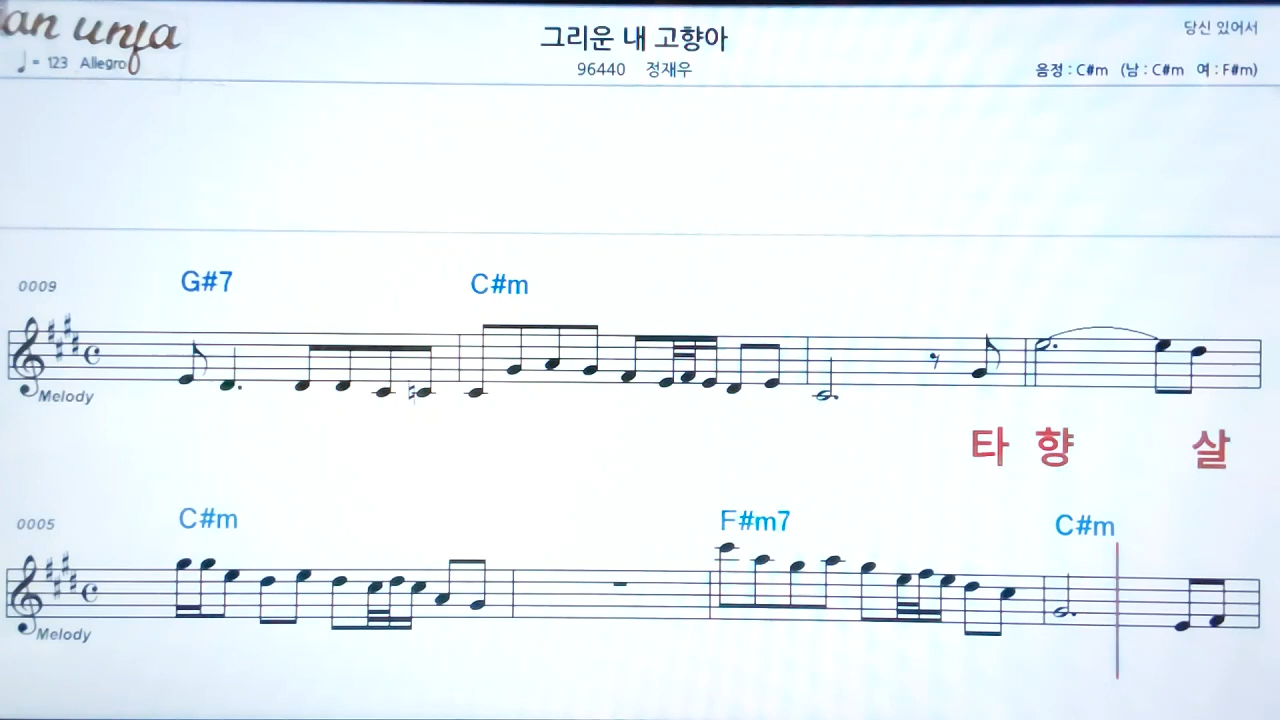 an unja
그리운 내 고향아
당신 있어서
♩= 123 Allegro
96440 정재우
음정 : C#m (남 : C#m 여 : F#m)
0009 G#7 C#m
Melody
타 향 살
0005 C#m F#m7 C#m
Melody